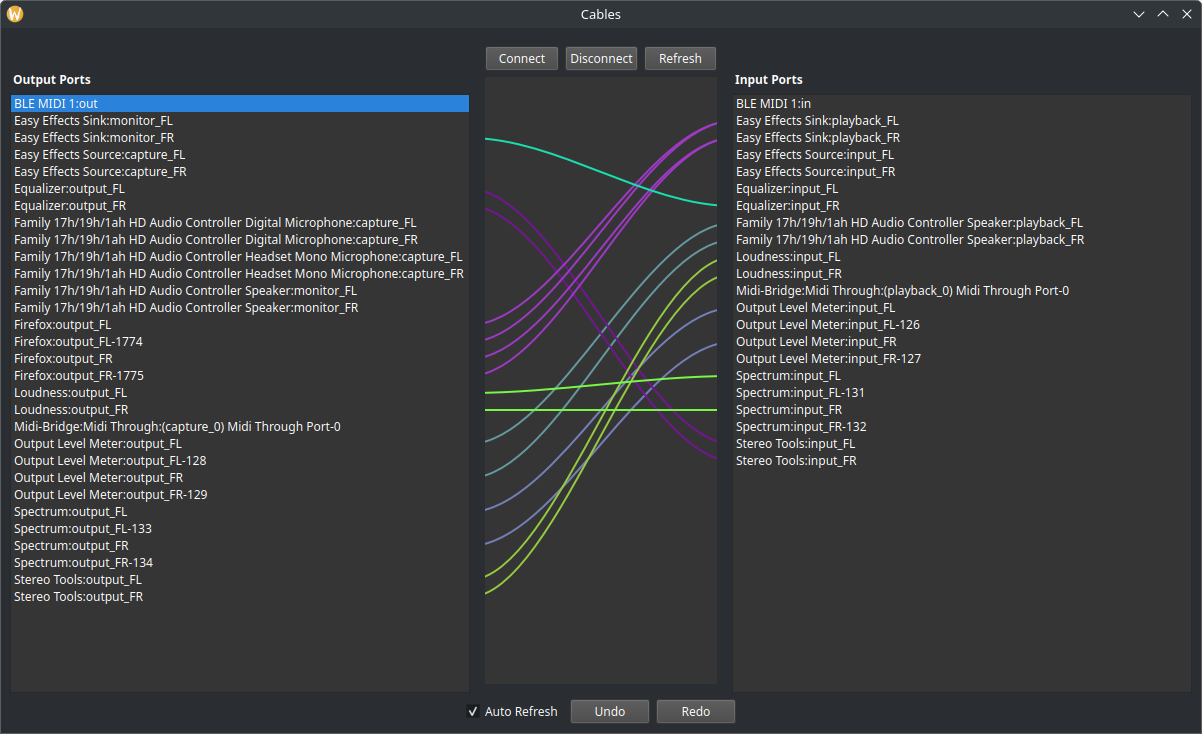 W
Cables
Connect
Disconnect
Refresh
Output Ports
BLE MIDI 1:out
Easy Effects Sink:monitor_FL
Easy Effects Sink:monitor_FR
Easy Effects Source:capture_FL
Easy Effects Source:capture_FR
Equalizer:output_FL
Equalizer:output_FR
Family 17h/19h/1ah HD Audio Controller Digital Microphone:capture_FL
Family 17h/19h/1ah HD Audio Controller Digital Microphone:capture_FR
Family 17h/19h/1ah HD Audio Controller Headset Mono Microphone:capture_FL
Family 17h/19h/1ah HD Audio Controller Headset Mono Microphone:capture_FR
Family 17h/19h/1ah HD Audio Controller Speaker:monitor_FL
Family 17h/19h/1ah HD Audio Controller Speaker:monitor_FR
Firefox:output_FL
Firefox:output_FL-1774
Firefox:output_FR
Firefox:output_FR-1775
Loudness:output_FL
Loudness:output_FR
Midi-Bridge:Midi Through:(capture_0) Midi Through Port-0
Output Level Meter:output_FL
Output Level Meter:output_FL-128
Output Level Meter:output_FR
Output Level Meter:output_FR-129
Spectrum:output_FL
Spectrum:output_FL-133
Spectrum:output_FR
Spectrum:output_FR-134
Stereo Tools:output_FL
Stereo Tools:output_FR
Input Ports
BLE MIDI 1:in
Easy Effects Sink:playback_FL
Easy Effects Sink:playback_FR
Easy Effects Source:input_FL
Easy Effects Source:input_FR
Equalizer:input_FL
Equalizer:input_FR
Family 17h/19h/1ah HD Audio Controller Speaker:playback_FL
Family 17h/19h/1ah HD Audio Controller Speaker:playback_FR
Loudness:input_FL
Loudness:input_FR
Midi-Bridge:Midi Through:(playback_0) Midi Through Port-0
Output Level Meter:input_FL
Output Level Meter:input_FL-126
Output Level Meter:input_FR
Output Level Meter:input_FR-127
Spectrum:input_FL
Spectrum:input_FL-131
Spectrum:input_FR
Spectrum:input_FR-132
Stereo Tools:input_FL
Stereo Tools:input_FR
Auto Refresh
Undo
Redo